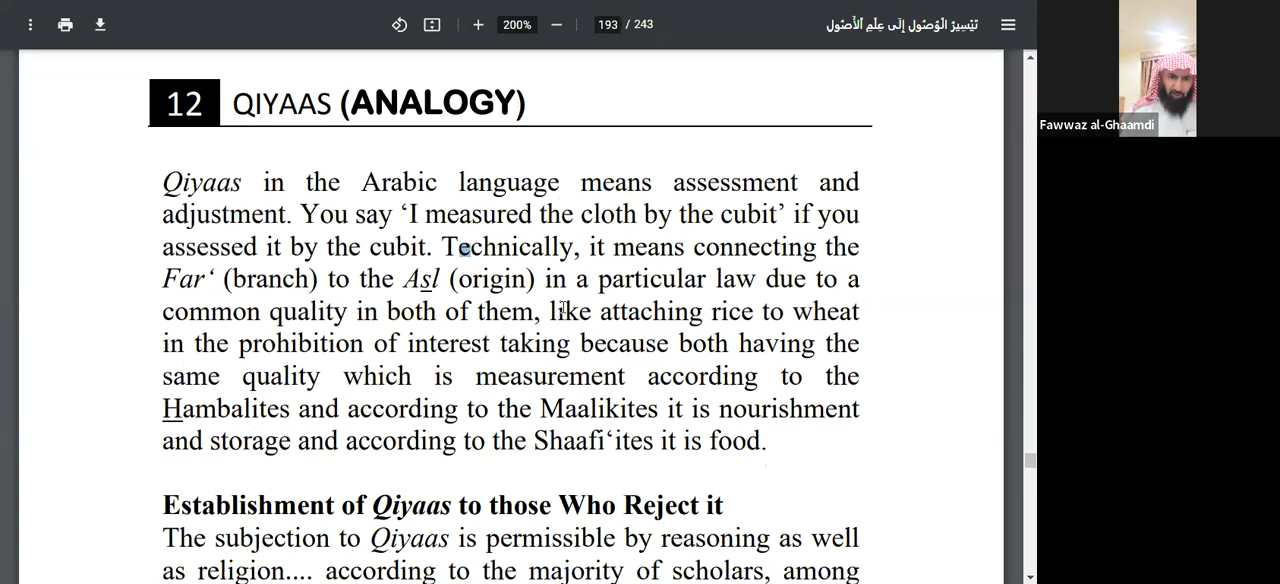 200%
193 / 243
تَيْسِيرُ الْوُصُولِ إِلَى عِلْمِ الْأُصُولِ
12 QIYAAS (ANALOGY)
Qiyaas in the Arabic language means assessment and
adjustment. You say ‘I measured the cloth by the cubit’ if you
assessed it by the cubit. Technically, it means connecting the
Far‘ (branch) to the Asl (origin) in a particular law due to a
common quality in both of them, like attaching rice to wheat
in the prohibition of interest taking because both having the
same quality which is measurement according to the
Hambalites and according to the Maalikites it is nourishment
and storage and according to the Shaafi‘ites it is food.
Establishment of Qiyaas to those Who Reject it
The subjection to Qiyaas is permissible by reasoning as well
as religion.... according to the majority of scholars, among
Fawwaz al-Ghaamdi